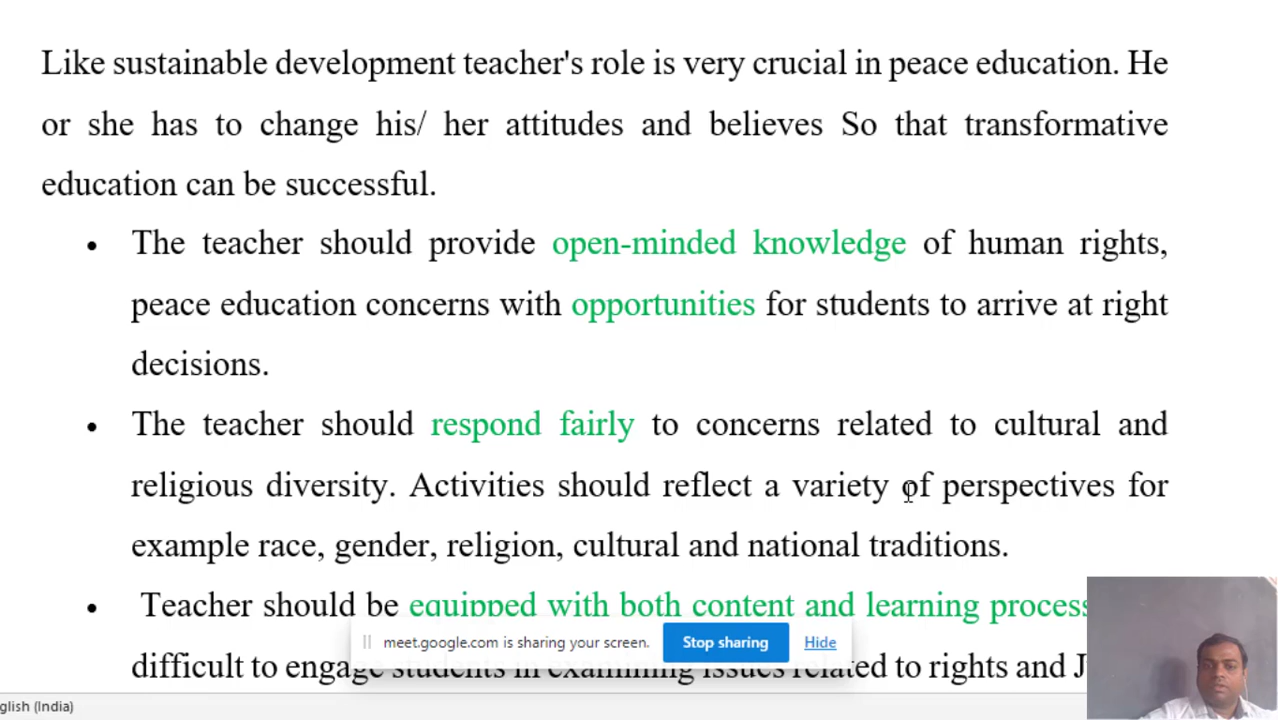 Like sustainable development teacher's role is very crucial in peace education. He
or she has to change his/ her attitudes and believes So that transformative
education can be successful.
• The teacher should provide open-minded knowledge of human rights,
peace education concerns with opportunities for students to arrive at right
decisions.
• The teacher should respond fairly to concerns related to cultural and
religious diversity. Activities should reflect a variety of perspectives for
example race, gender, religion, cultural and national traditions.
• Teacher should be equipped with both content and learning process
meet.google.com is sharing your screen. Stop sharing Hide
difficult to engage students in examining issues related to rights and
glish (India)